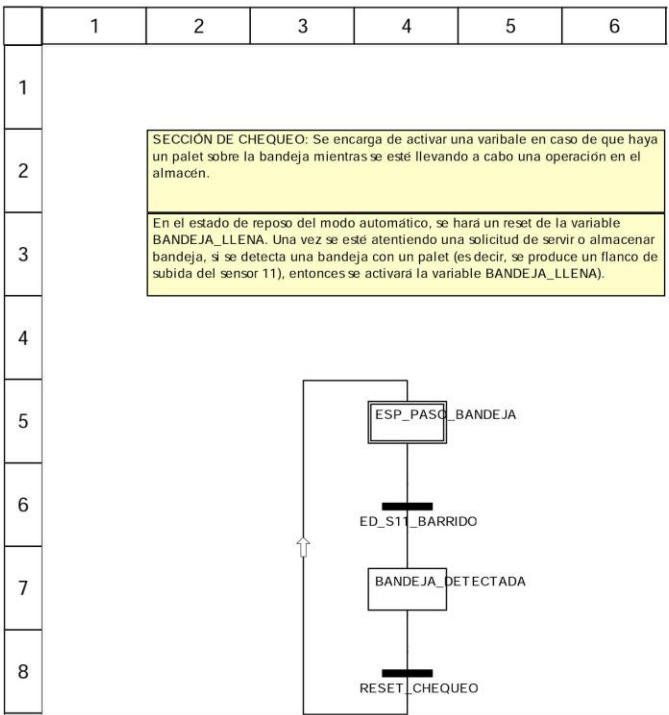 1 2 3 4 5 6
1
2
SECCIÓN DE CHEQUEO: Se encarga de activar una varibale en caso de que haya
un palet sobre la bandeja mientras se esté llevando a cabo una operación en el
almacén.
3
En el estado de reposo del modo automático, se hará un reset de la variable
BANDEJA_LLENA. Una vez se esté atentiendo una solicitud de servir o almacenar
bandeja, si se detecta una bandeja con un palet (es decir, se produce un flanco de
subida del sensor 11), entonces se activará la variable BANDEJA_LLENA).
4
5
ESP_PASO_BANDEJA
6
ED_S11_BARRIDO
7
BANDEJA_DETECTADA
8
RESET_CHEQUEO